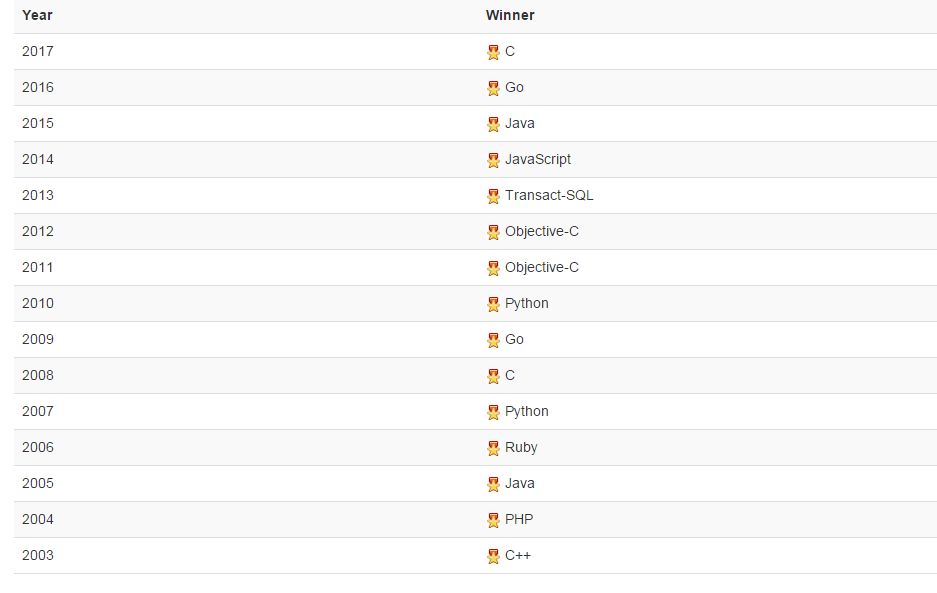 Year Winner
2017 C
2016 Go
2015 Java
2014 JavaScript
2013 Transact-SQL
2012 Objective-C
2011 Objective-C
2010 Python
2009 Go
2008 C
2007 Python
2006 Ruby
2005 Java
2004 PHP
2003 C++